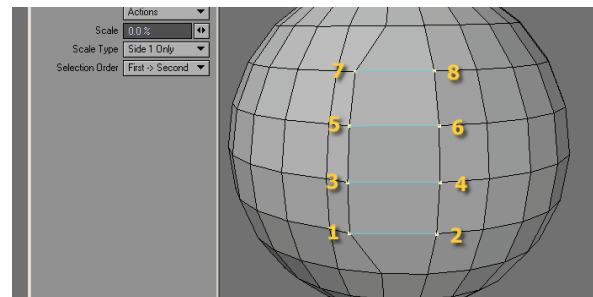 Actions
Scale 0.0 %
Scale Type Side 1 Only
Selection Order First -> Second
7 8
5 6
3 4
1 2